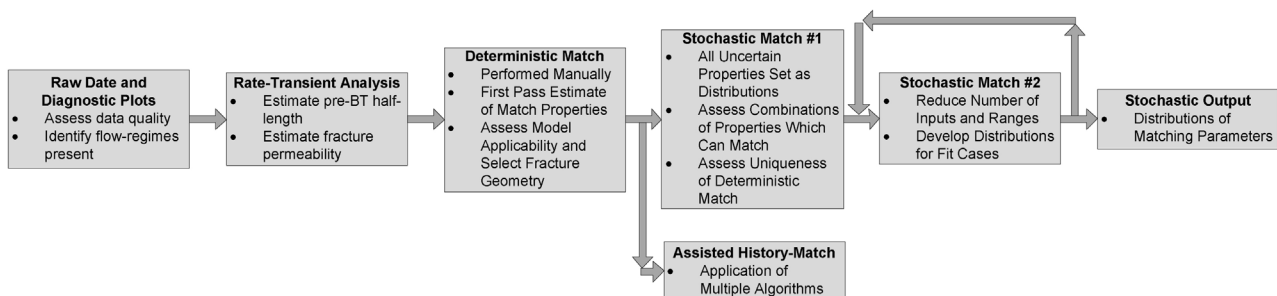 Raw Date and
Diagnostic Plots
• Assess data quality
• Identify flow-regimes
present
Rate-Transient Analysis
• Estimate pre-BT half-
length
• Estimate fracture
permeability
Deterministic Match
• Performed Manually
• First Pass Estimate
of Match Properties
• Assess Model
Applicability and
Select Fracture
Geometry
Stochastic Match #1
• All Uncertain
Properties Set as
Distributions
• Assess Combinations
of Properties Which
Can Match
• Assess Uniqueness
of Deterministic
Match
Assisted History-Match
• Application of
Multiple Algorithms
Stochastic Match #2
• Reduce Number of
Inputs and Ranges
• Develop Distributions
for Fit Cases
Stochastic Output
• Distributions of
Matching Parameters